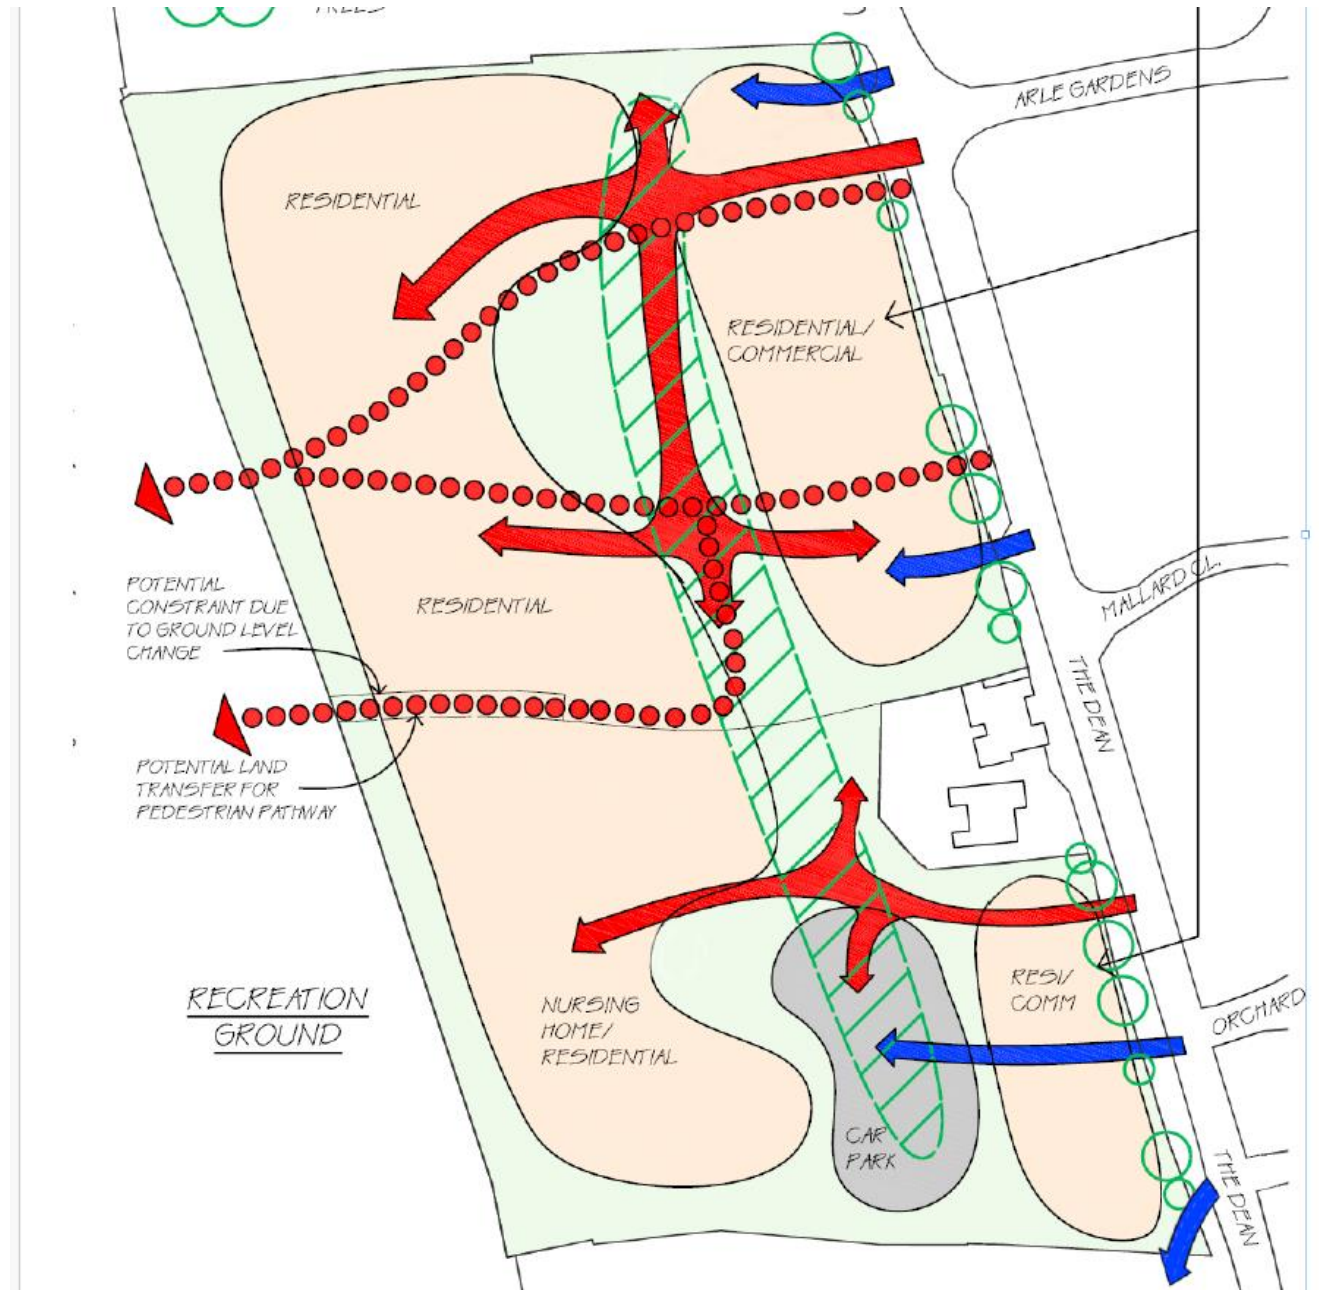 TREES
ARLE GARDENS
RESIDENTIAL
RESIDENTIAL/
COMMERCIAL
POTENTIAL
CONSTRAINT DUE
TO GROUND LEVEL
CHANGE
RESIDENTIAL
MALLARD CL.
THE DEAN
POTENTIAL LAND
TRANSFER FOR
PEDESTRIAN PATHWAY
RECREATION
GROUND
NURSING
HOME/
RESIDENTIAL
RESI/
COMM
ORCHARD
CAR
PARK
THE DEAN